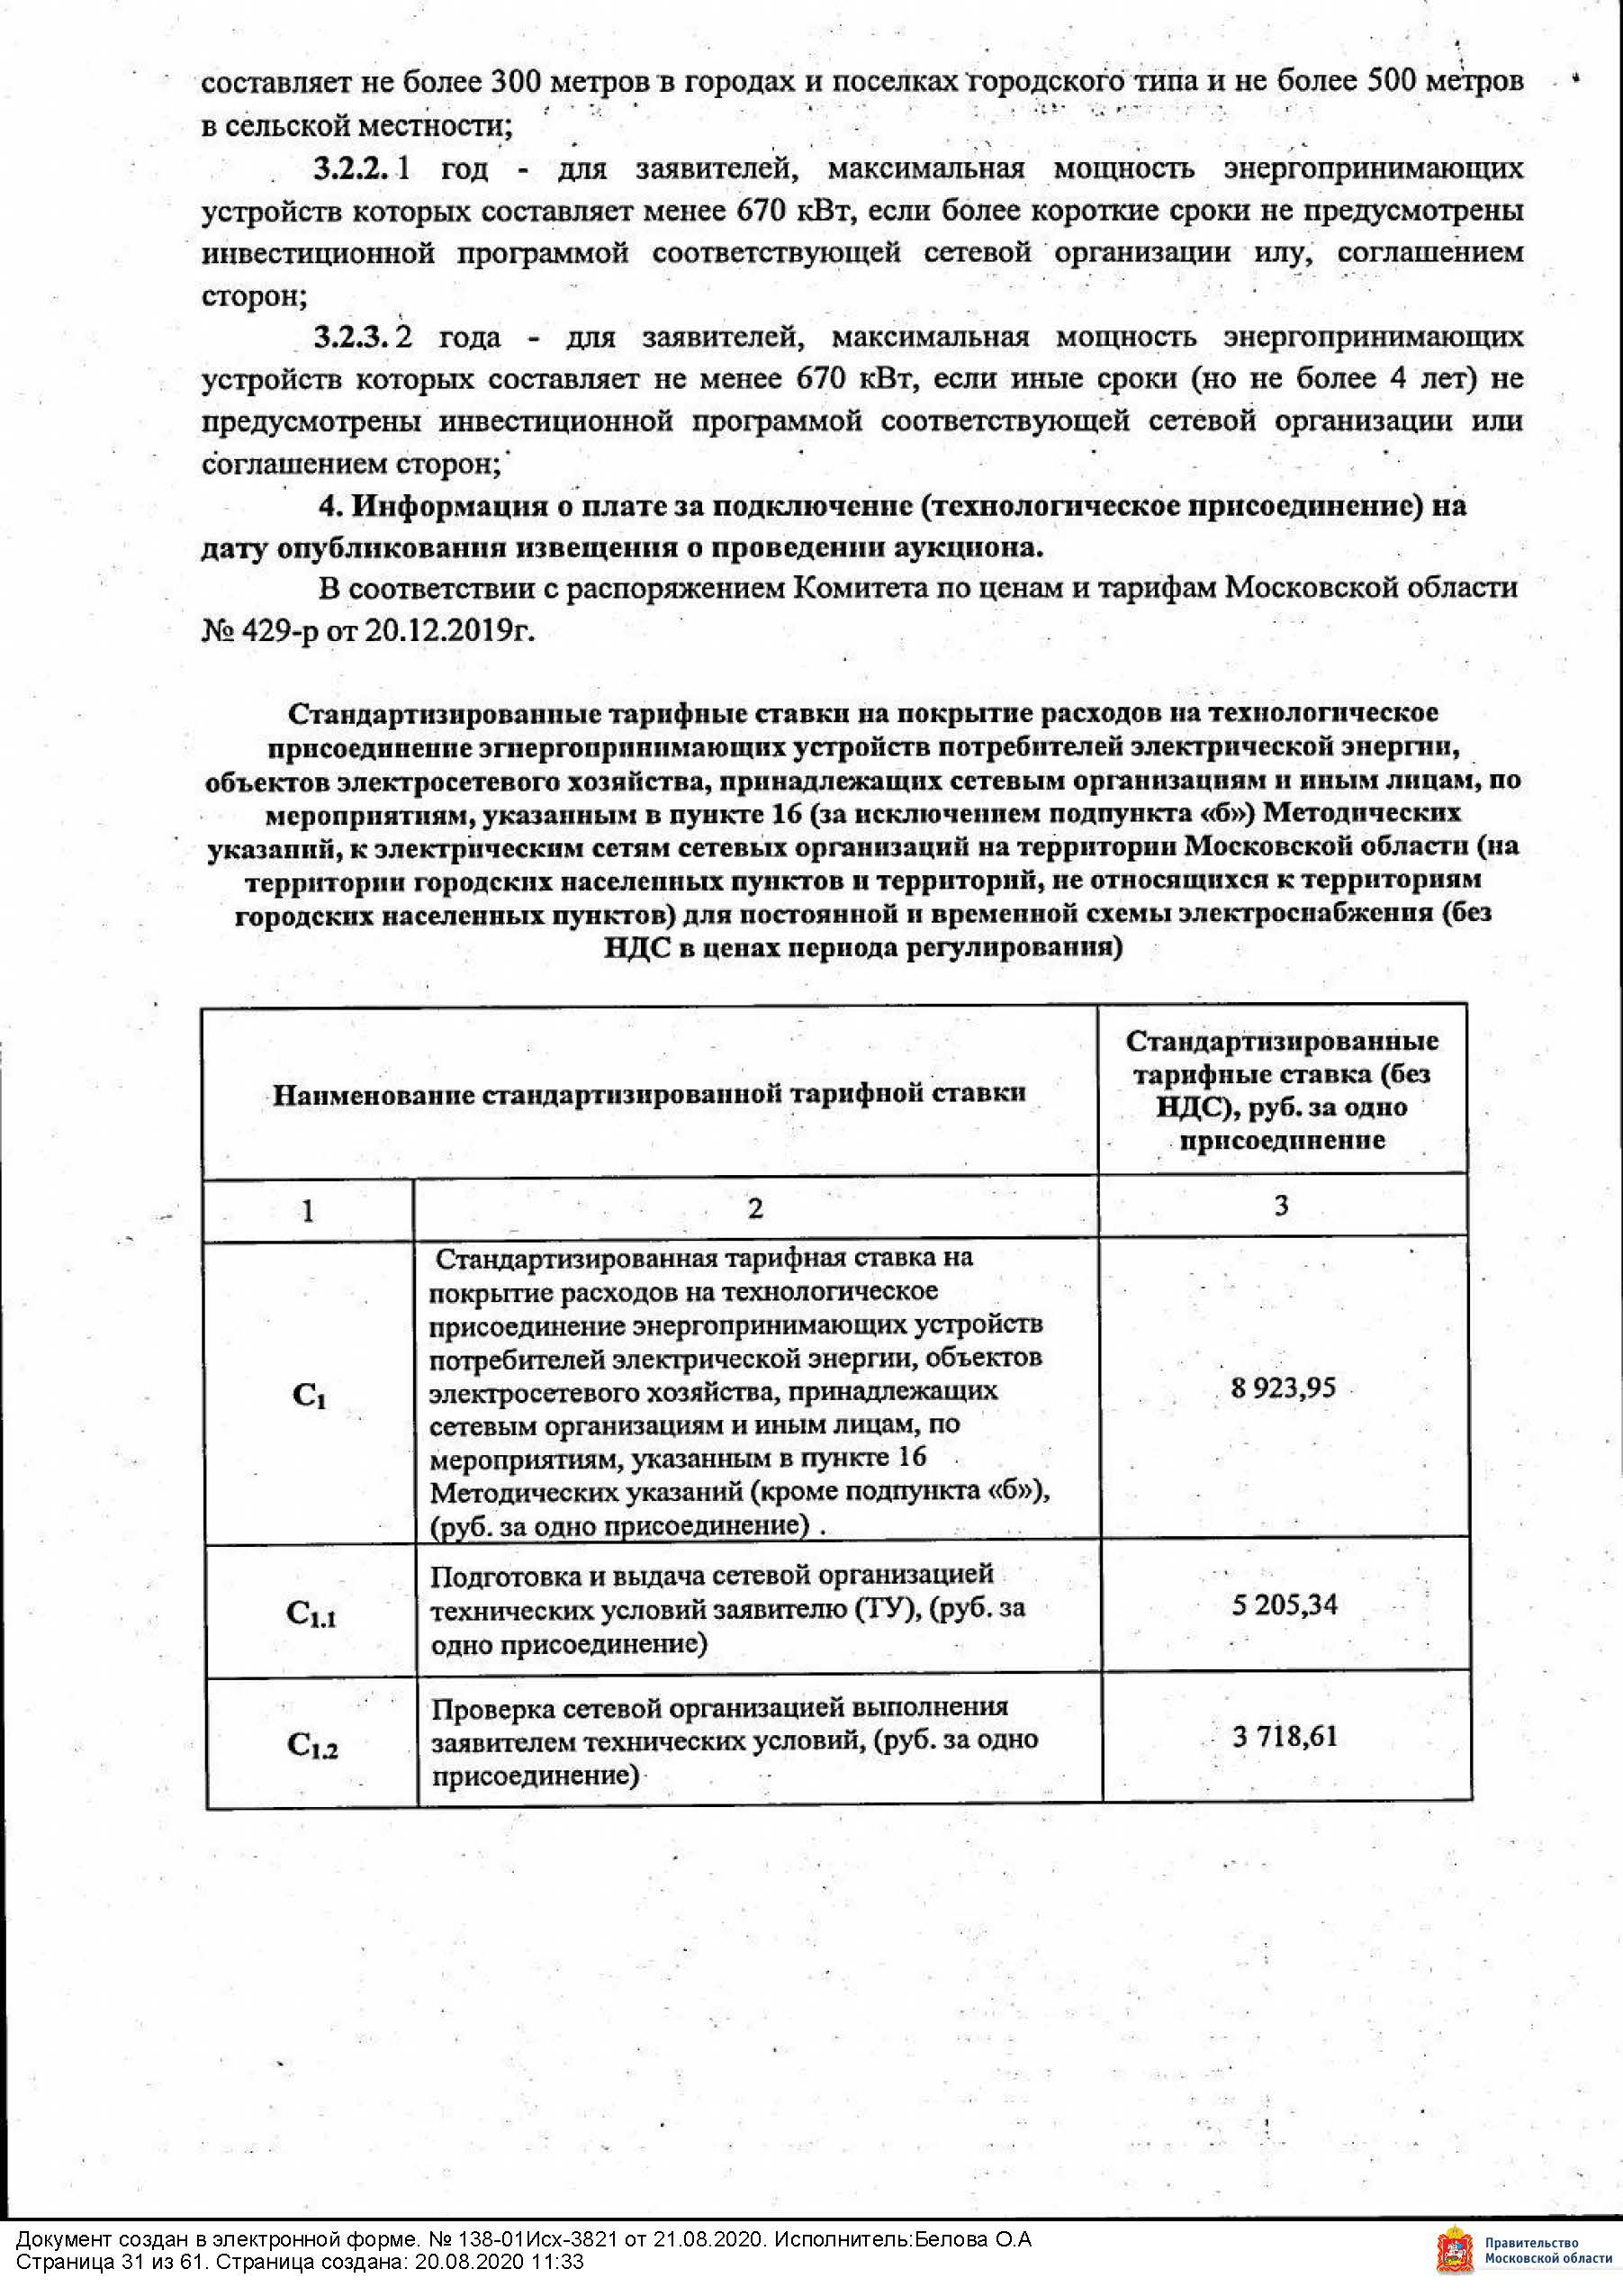 составляет не более 300 метров в городах и поселках городского типа и не более 500 метров
в сельской местности;
3.2.2. 1 год - для заявителей, максимальная мощность энергопринимающих
устройств которых составляет менее 670 кВт, если более короткие сроки не предусмотрены
инвестиционной программой соответствующей сетевой организации илу, соглашением
сторон;
3.2.3. 2 года - для заявителей, максимальная мощность энергопринимающих
устройств которых составляет не менее 670 кВт, если иные сроки (но не более 4 лет) не
предусмотрены инвестиционной программой соответствующей сетевой организации или
соглашением сторон;
4. Информация о плате за подключение (технологическое присоединение) на
дату опубликования извещения о проведении аукциона.
В соответствии с распоряжением Комитета по ценам и тарифам Московской области
№ 429-р от 20.12.2019г.
Стандартизированные тарифные ставки на покрытие расходов на технологическое
присоединение эгнергопринимающих устройств потребителей электрической энергии,
объектов электросетевого хозяйства, принадлежащих сетевым организациям и иным лицам, по
мероприятиям, указанным в пункте 16 (за исключением подпункта «б») Методических
указаний, к электрическим сетям сетевых организаций на территории Московской области (на
территории городских населенных пунктов и территорий, не относящихся к территориям
городских населенных пунктов) для постоянной и временной схемы электроснабжения (без
НДС в ценах периода регулирования)
Наименование стандартизированной тарифной ставки
Стандартизированные
тарифные ставка (без
НДС), руб. за одно
присоединение
1
2
3
С1
Стандартизированная тарифная ставка на
покрытие расходов на технологическое
присоединение энергопринимающих устройств
потребителей электрической энергии, объектов
электросетевого хозяйства, принадлежащих
сетевым организациям и иным лицам, по
мероприятиям, указанным в пункте 16
Методических указаний (кроме подпункта «б»),
(руб. за одно присоединение) .
8 923,95
С1.1
Подготовка и выдача сетевой организацией
технических условий заявителю (ТУ), (руб. за
одно присоединение)
5 205,34
С1.2
Проверка сетевой организацией выполнения
заявителем технических условий, (руб. за одно
присоединение)
3 718,61
Документ создан в электронной форме. № 138-01Исх-3821 от 21.08.2020. Исполнитель:Белова О.А
Страница 31 из 61. Страница создана: 20.08.2020 11:33
Правительство
Московской области